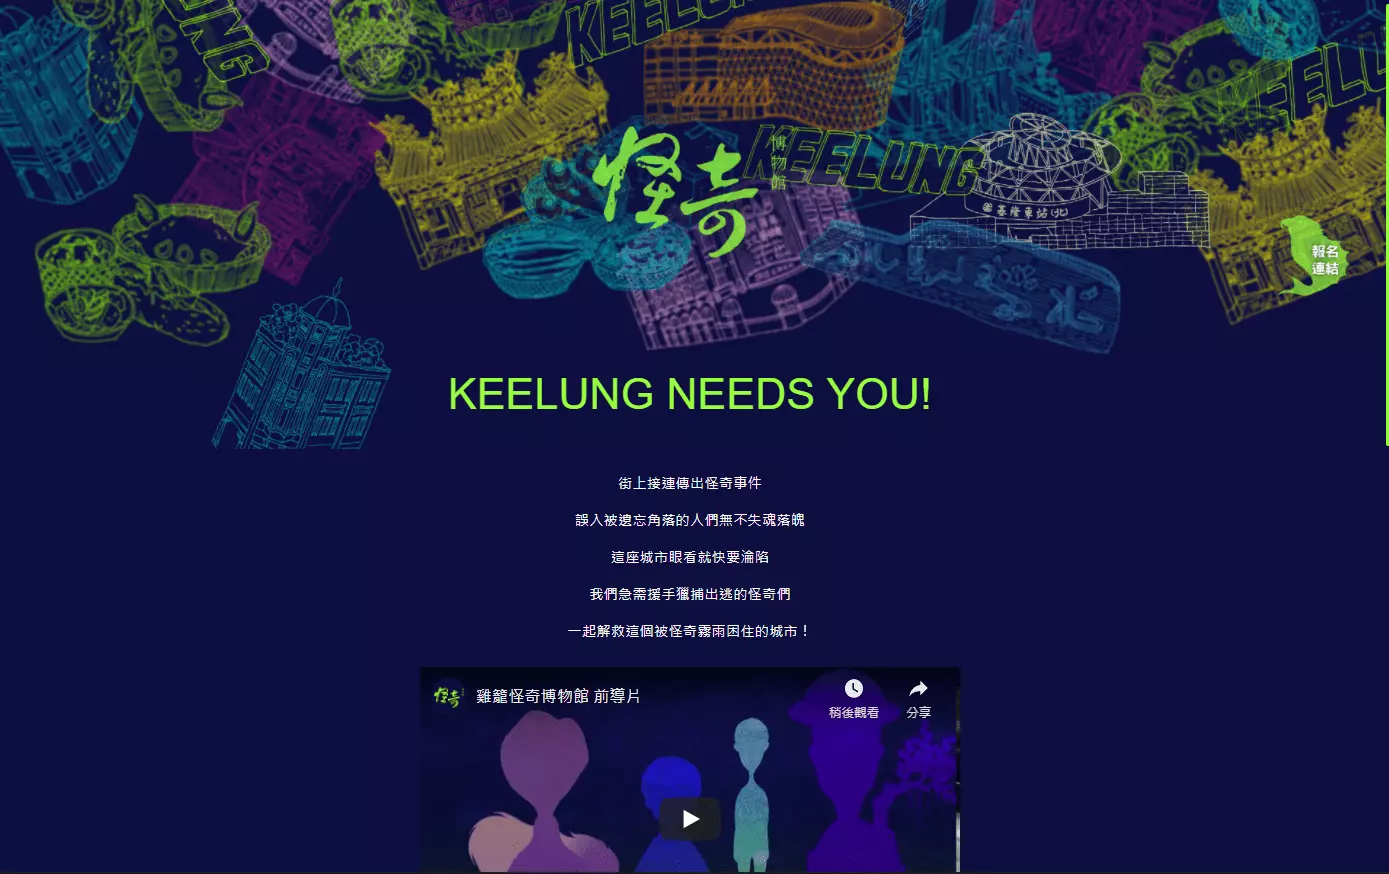 KEELUNG
KEELUNG
KEELUNG
怪奇
博物館
KEELUNG
基隆東站(北)
報名
連結
KEELUNG NEEDS YOU!
街上接連傳出怪奇事件
誤入被遺忘角落的人們無不失魂落魄
這座城市眼看就快要淪陷
我們急需援手獵捕出逃的怪奇們
一起解救這個被怪奇霧雨困住的城市！
怪奇
雞籠怪奇博物館 前導片
稍後觀看
分享